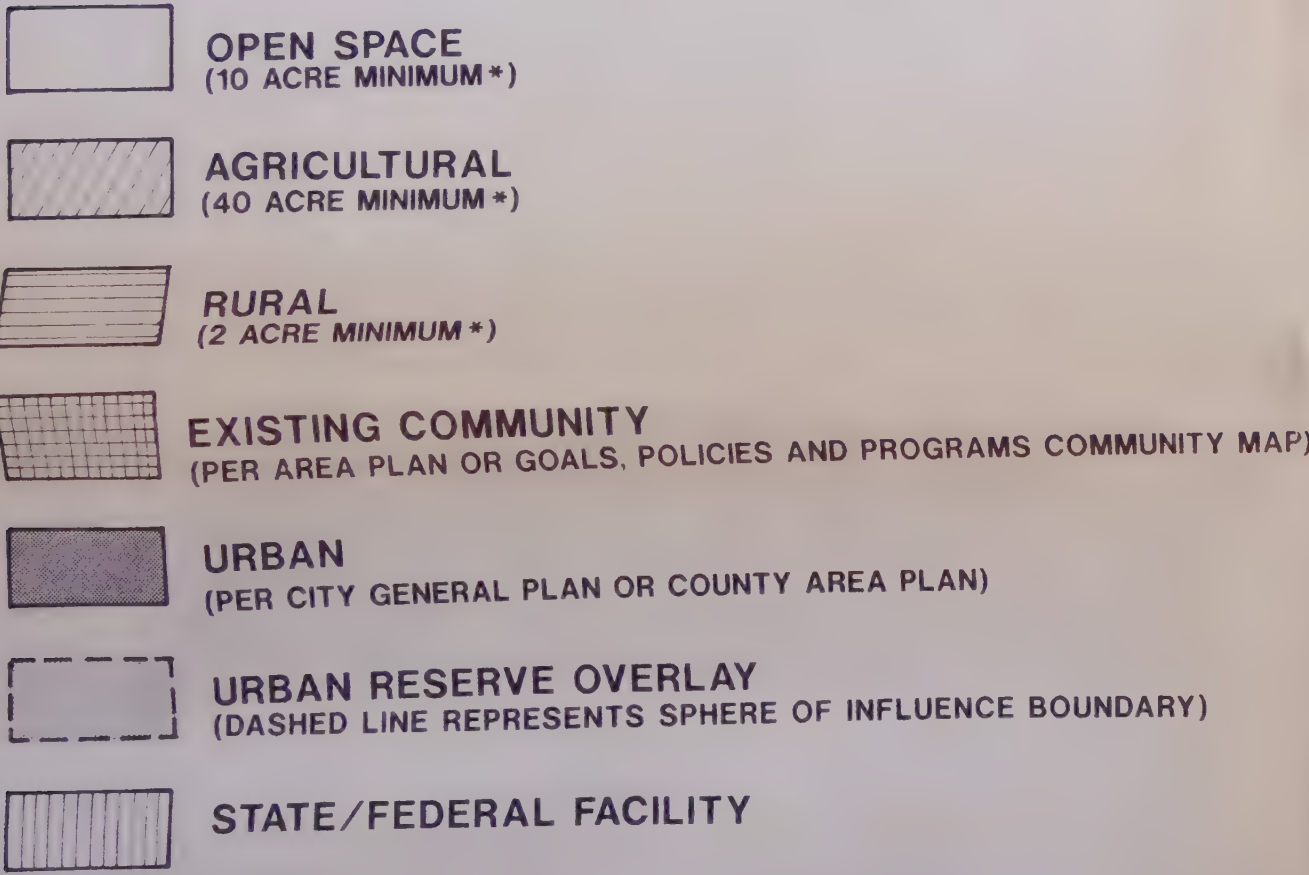 OPEN SPACE
(10 ACRE MINIMUM*)
AGRICULTURAL
(40 ACRE MINIMUM*)
RURAL
(2 ACRE MINIMUM*)
EXISTING COMMUNITY
(PER AREA PLAN OR GOALS, POLICIES AND PROGRAMS COMMUNITY MAP)
URBAN
(PER CITY GENERAL PLAN OR COUNTY AREA PLAN)
URBAN RESERVE OVERLAY
(DASHED LINE REPRESENTS SPHERE OF INFLUENCE BOUNDARY)
STATE/FEDERAL FACILITY